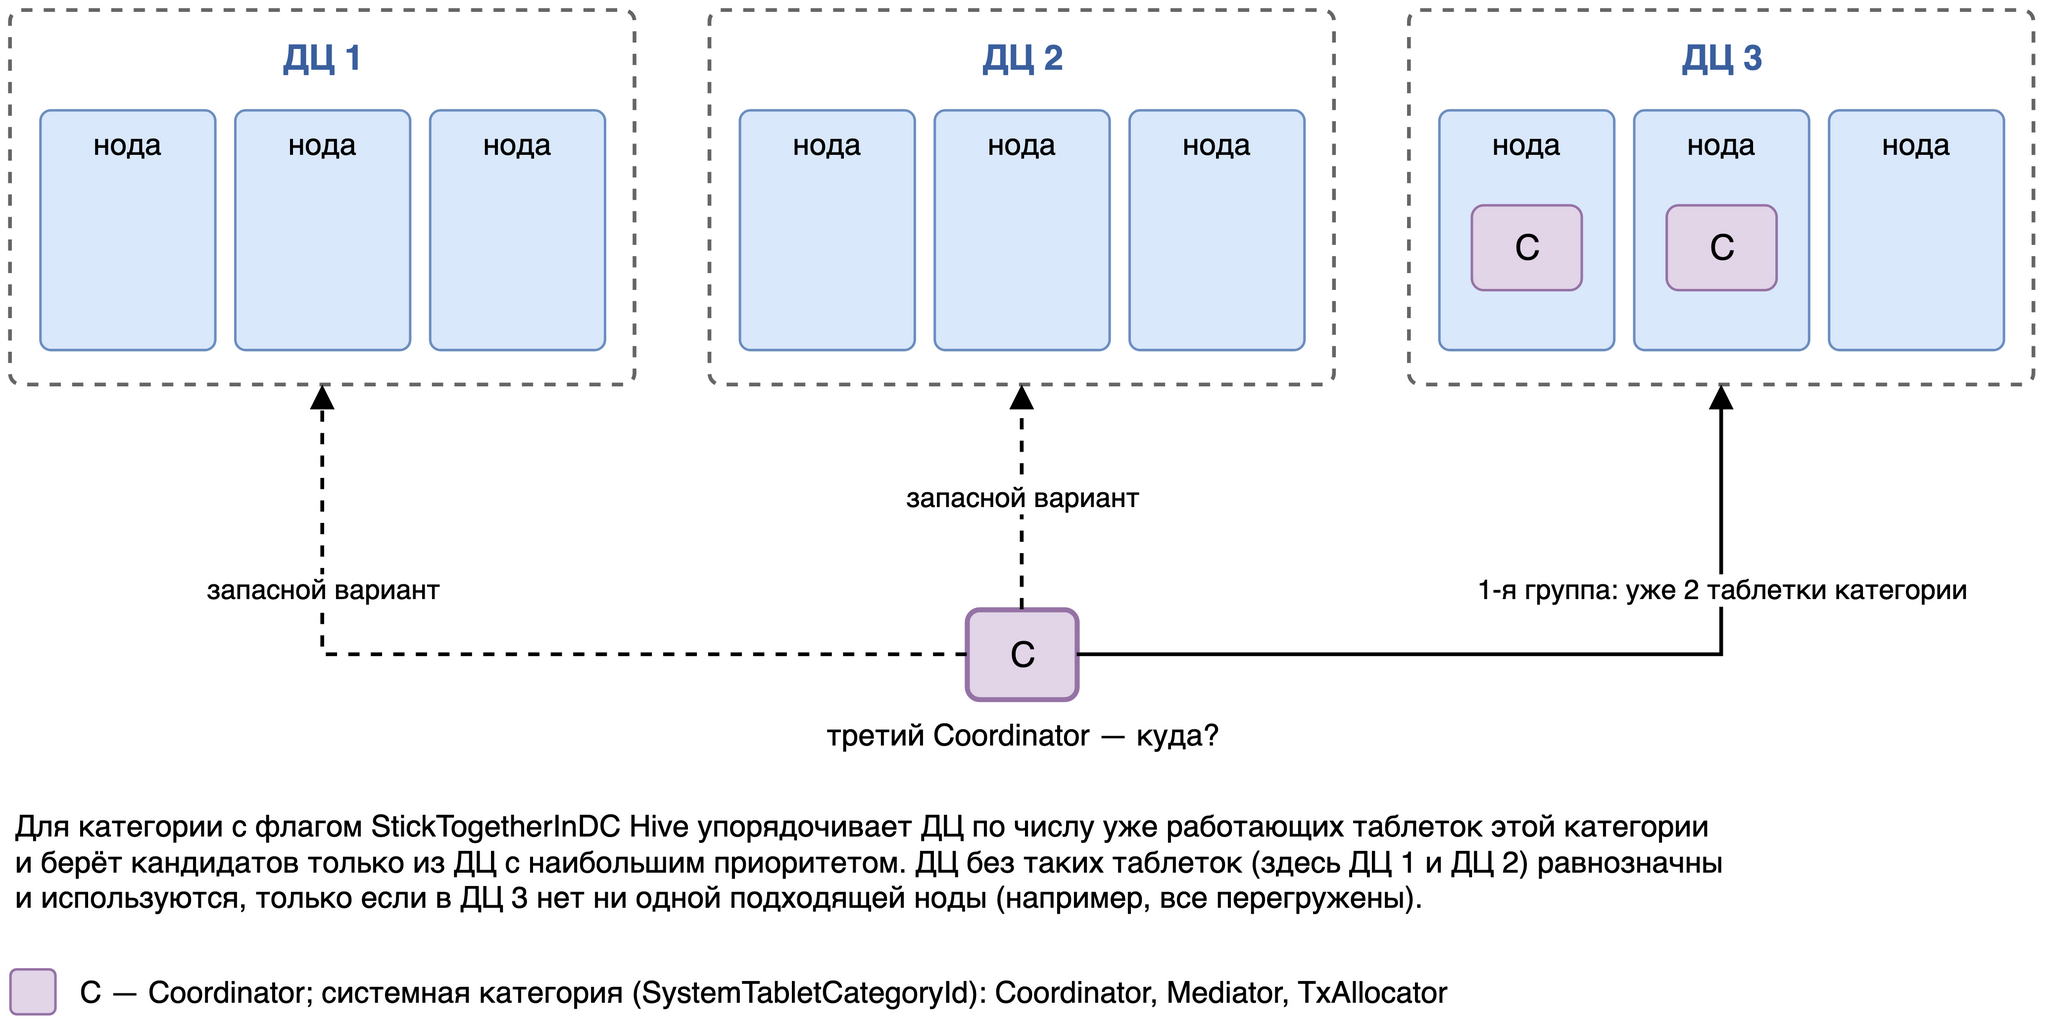 ДЦ 1
ДЦ 2
ДЦ 3
нода
нода
нода
нода
нода
нода
нода
нода
нода
C
C
запасной вариант
запасной вариант
1-я группа: уже 2 таблетки категории
C
третий Coordinator — куда?
Для категории с флагом StickTogetherInDC Hive упорядочивает ДЦ по числу уже работающих таблеток этой категории
и берёт кандидатов только из ДЦ с наибольшим приоритетом. ДЦ без таких таблеток (здесь ДЦ 1 и ДЦ 2) равнозначны
и используются, только если в ДЦ 3 нет ни одной подходящей ноды (например, все перегружены).
C — Coordinator; системная категория (SystemTabletCategoryId): Coordinator, Mediator, TxAllocator